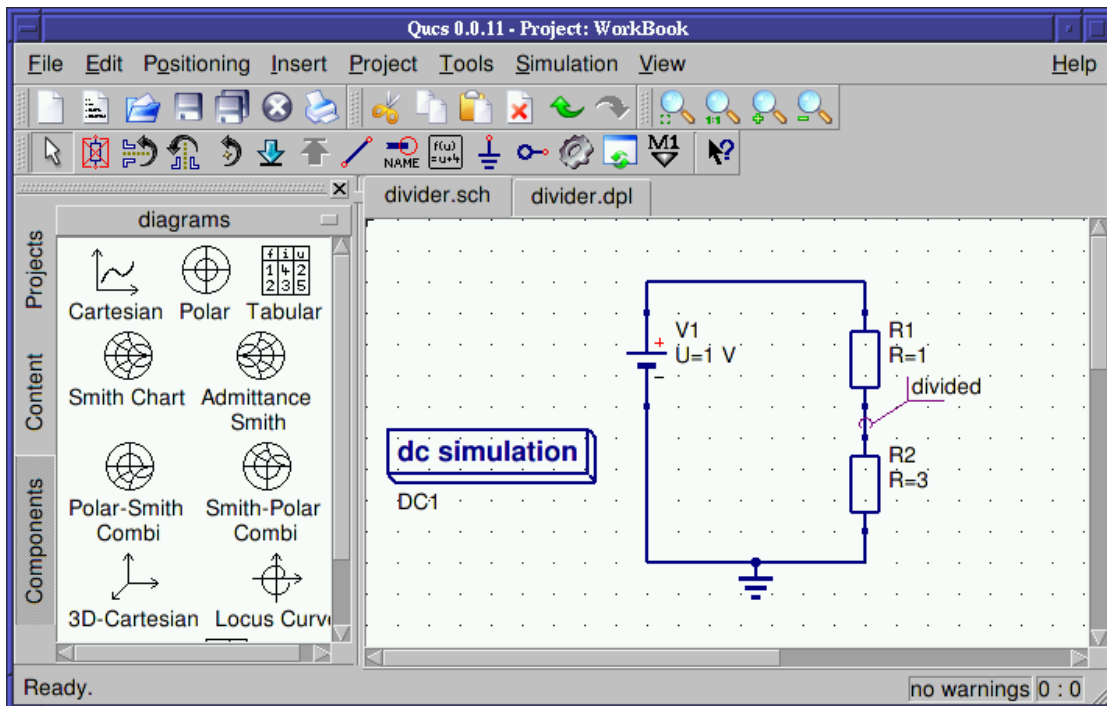 Qucs 0.0.11 - Project: WorkBook
File Edit Positioning Insert Project Tools Simulation View Help
1:1
NAME
f(u)
=u+4
M1
divider.sch divider.dpl
Projects
Content
Components
diagrams
f i u
1 4 2
2 3 5
Cartesian Polar Tabular
Smith Chart Admittance
Smith
Polar-Smith Smith-Polar
Combi Combi
3D-Cartesian Locus Curv
V1
U=1 V
R1
R=1
divided
R2
R=3
dc simulation
DC1
Ready.
no warnings 0 : 0